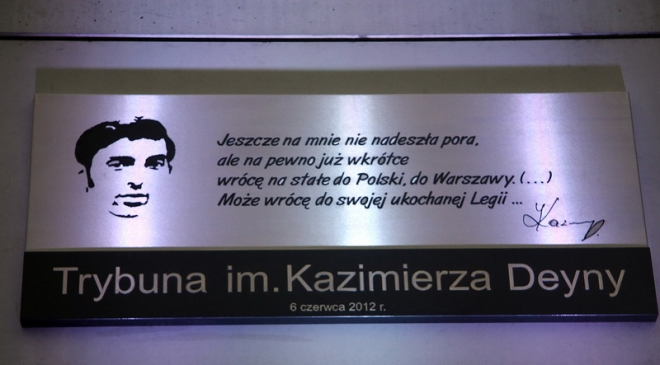 Jeszcze na mnie nie nadeszła pora,
ale na pewno już wkrótce
wrócę na stałe do Polski, do Warszawy. (...)
Może wrócę do swojej ukochanej Legii ...
Trybuna im. Kazimierza Deyny
6 czerwca 2012 r.